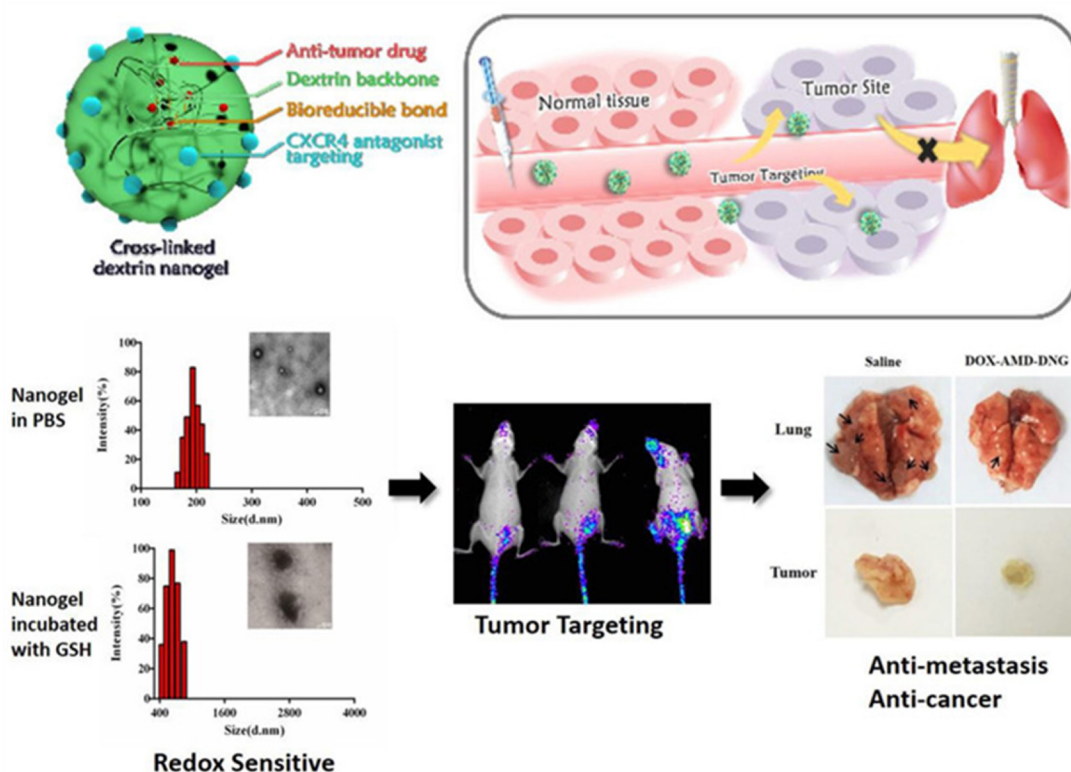 Anti-tumor drug
Dextrin backbone
Bioreducible bond
CXCR4 antagonist
targeting
Cross-linked
dextrin nanogel
Normal tissue
Tumor Site
Tumor Targeting
Nanogel
in PBS
Intensity(%)
100
80
60
40
20
0
100
200
300
400
500
Size(d.nm)
Nanogel
incubated
with GSH
Intensity(%)
100
80
60
40
20
0
400
1600
2800
4000
Size(d.nm)
Redox Sensitive
Tumor Targeting
Saline
DOX-AMD-DNG
Lung
Tumor
Anti-metastasis
Anti-cancer